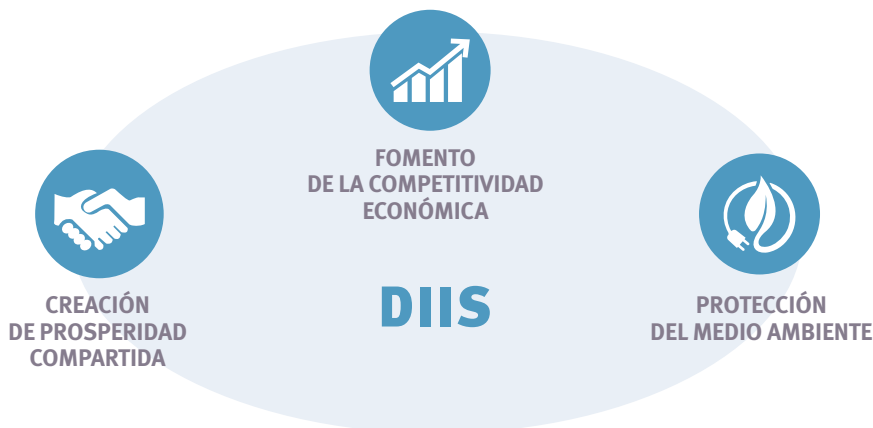 FOMENTO
DE LA COMPETITIVIDAD
ECONÓMICA
CREACIÓN
DE PROSPERIDAD
COMPARTIDA
DIIS
PROTECCIÓN
DEL MEDIO AMBIENTE